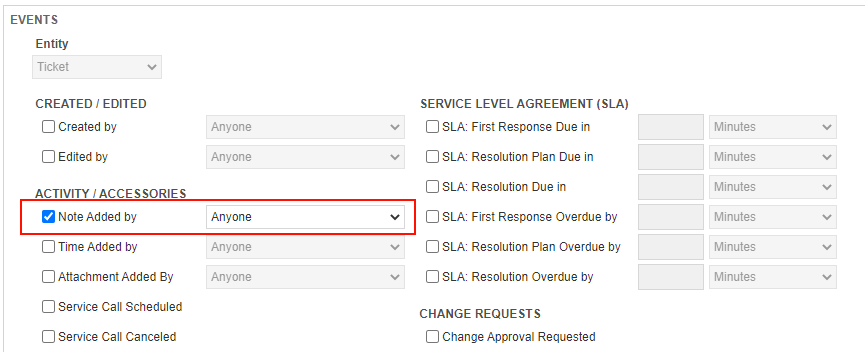 EVENTS
Entity
Ticket
CREATED / EDITED
Created by Anyone
Edited by Anyone
ACTIVITY / ACCESSORIES
Note Added by Anyone
Time Added by Anyone
Attachment Added By Anyone
Service Call Scheduled
Service Call Canceled
SERVICE LEVEL AGREEMENT (SLA)
SLA: First Response Due in Minutes
SLA: Resolution Plan Due in Minutes
SLA: Resolution Due in Minutes
SLA: First Response Overdue by Minutes
SLA: Resolution Plan Overdue by Minutes
SLA: Resolution Overdue by Minutes
CHANGE REQUESTS
Change Approval Requested